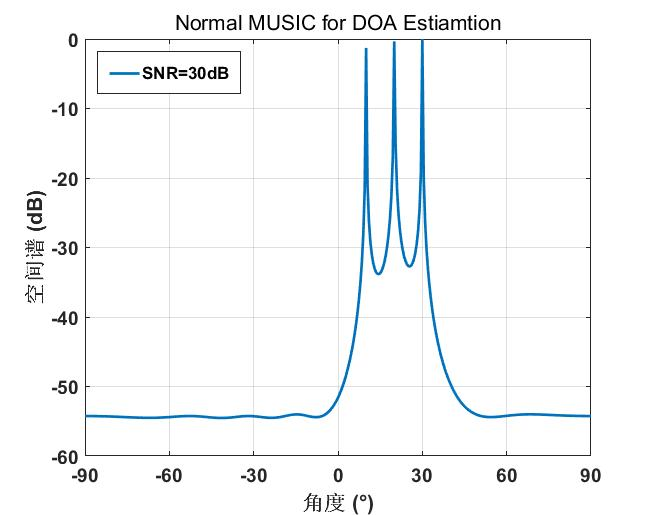 Normal MUSIC for DOA Estiamtion
SNR=30dB
0
-10
-20
-30
-40
-50
-60
空间谱 (dB)
-90 -60 -30 0 30 60 90
角度 (°)